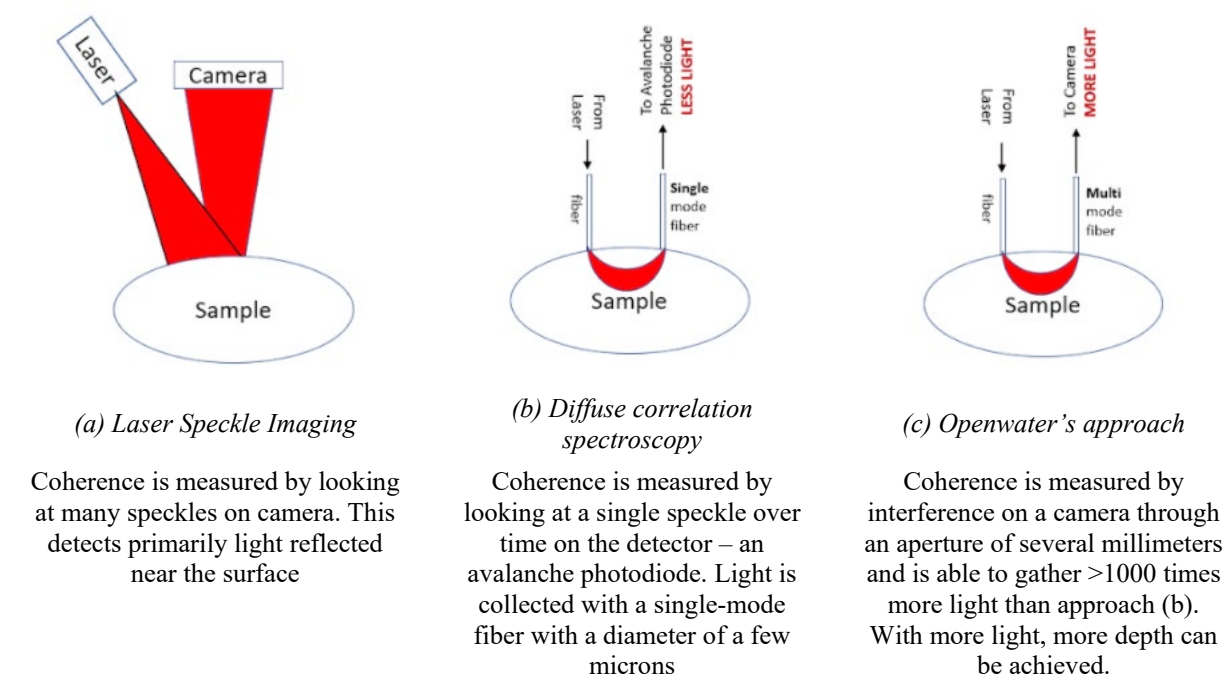 Laser
Camera
Sample
(a) Laser Speckle Imaging
Coherence is measured by looking
at many speckles on camera. This
detects primarily light reflected
near the surface
From
Laser
To Avalanche
Photodiode
LESS LIGHT
fiber
Single
mode
fiber
Sample
(b) Diffuse correlation
spectroscopy
Coherence is measured by
looking at a single speckle over
time on the detector – an
avalanche photodiode. Light is
collected with a single-mode
fiber with a diameter of a few
microns
From
Laser
To Camera
MORE LIGHT
fiber
Multi
mode
fiber
Sample
(c) Openwater’s approach
Coherence is measured by
interference on a camera through
an aperture of several millimeters
and is able to gather >1000 times
more light than approach (b).
With more light, more depth can
be achieved.